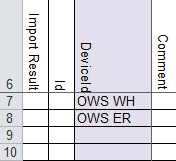 6 Import Result Id DeviceId Comment
7 OWS WH
8 OWS ER
9
10